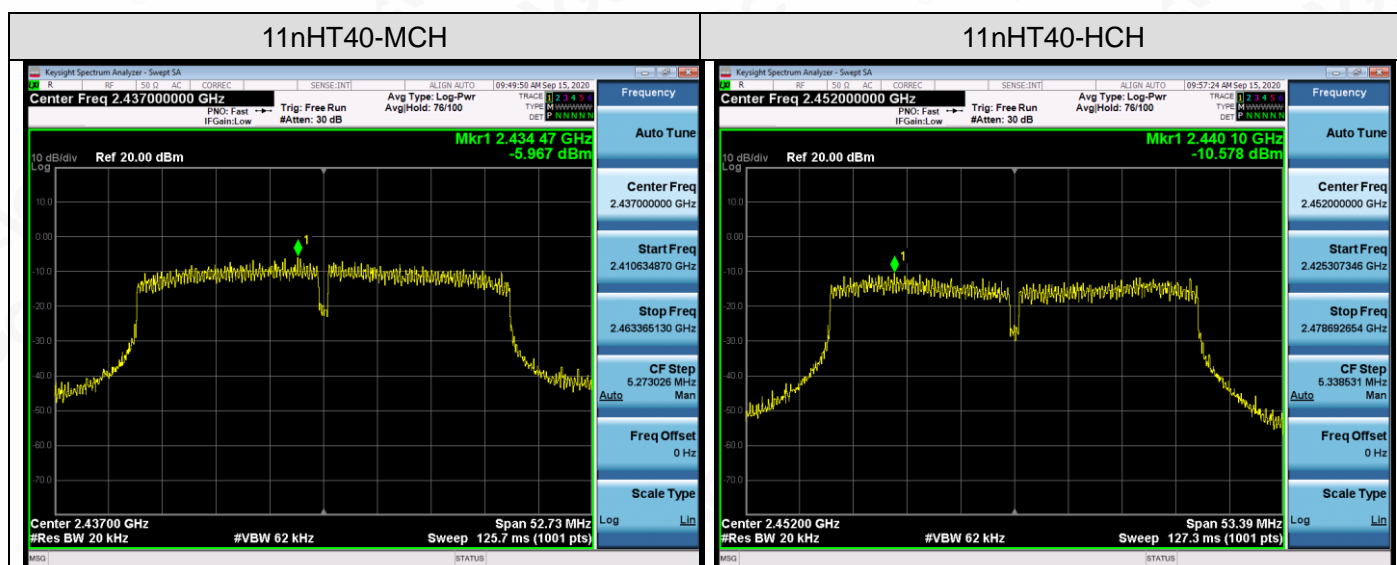 11nHT40-MCH
Keysight Spectrum Analyzer - Swept SA
R RF 50 Ω AC CORREC SENSE:INT ALIGN AUTO 09:49:50 AM Sep 15, 2020
Center Freq 2.437000000 GHz
PNO: Fast
IFGain:Low
Trig: Free Run
#Atten: 30 dB
Avg Type: Log-Pwr
Avg|Hold: 76/100
TRACE 1 2 3 4 5 6
TYPE M WWWWW
DET P N N N N N
Mkr1 2.434 47 GHz
-5.967 dBm
10 dB/div Ref 20.00 dBm
Log
10.0
0.00
-10.0
-20.0
-30.0
-40.0
-50.0
-60.0
-70.0
1
Center 2.43700 GHz Span 52.73 MHz
#Res BW 20 kHz #VBW 62 kHz Sweep 125.7 ms (1001 pts)
MSG STATUS
Frequency
Auto Tune
Center Freq
2.437000000 GHz
Start Freq
2.410634870 GHz
Stop Freq
2.463365130 GHz
CF Step
5.273026 MHz
Auto Man
Freq Offset
0 Hz
Scale Type
Log Lin
11nHT40-HCH
Keysight Spectrum Analyzer - Swept SA
R RF 50 Ω AC CORREC SENSE:INT ALIGN AUTO 09:57:24 AM Sep 15, 2020
Center Freq 2.452000000 GHz
PNO: Fast
IFGain:Low
Trig: Free Run
#Atten: 30 dB
Avg Type: Log-Pwr
Avg|Hold: 76/100
TRACE 1 2 3 4 5 6
TYPE M WWWWW
DET P N N N N N
Mkr1 2.440 10 GHz
-10.578 dBm
10 dB/div Ref 20.00 dBm
Log
10.0
0.00
-10.0
-20.0
-30.0
-40.0
-50.0
-60.0
-70.0
1
Center 2.45200 GHz Span 53.39 MHz
#Res BW 20 kHz #VBW 62 kHz Sweep 127.3 ms (1001 pts)
MSG STATUS
Frequency
Auto Tune
Center Freq
2.452000000 GHz
Start Freq
2.425307346 GHz
Stop Freq
2.478692654 GHz
CF Step
5.338531 MHz
Auto Man
Freq Offset
0 Hz
Scale Type
Log Lin